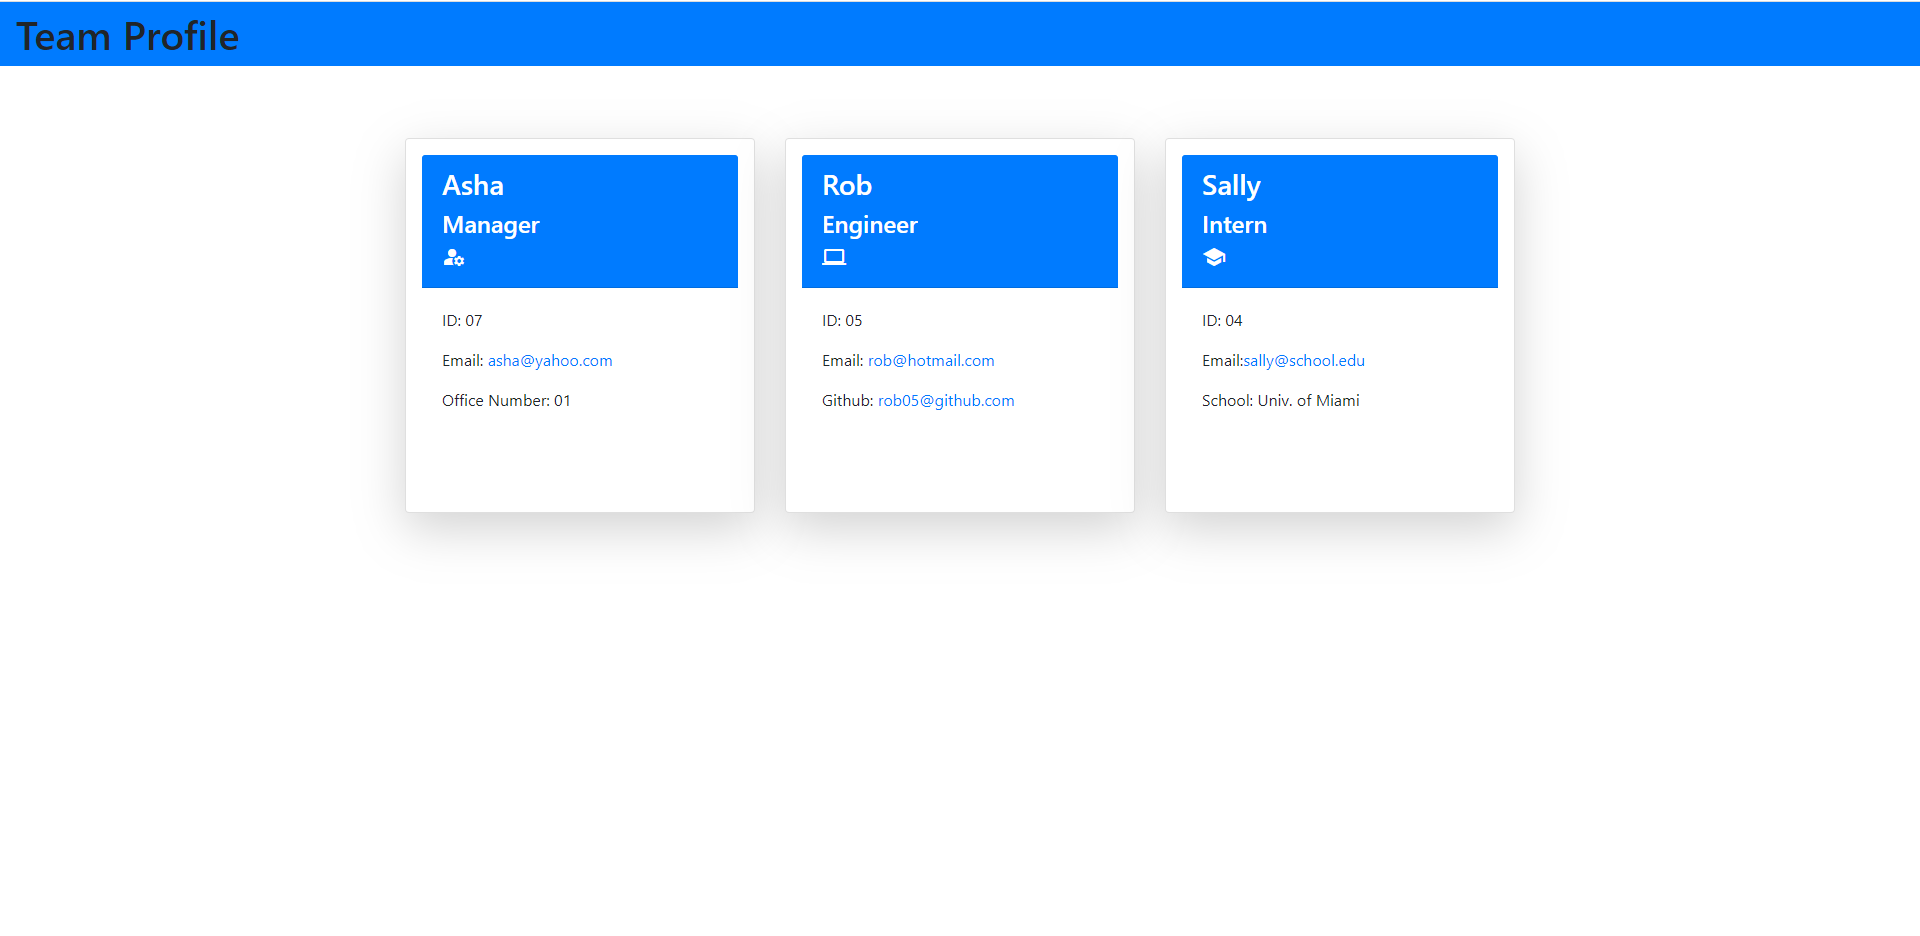 Team Profile
Asha
Manager
ID: 07
Email: asha@yahoo.com
Office Number: 01
Rob
Engineer
ID: 05
Email: rob@hotmail.com
Github: rob05@github.com
Sally
Intern
ID: 04
Email:sally@school.edu
School: Univ. of Miami